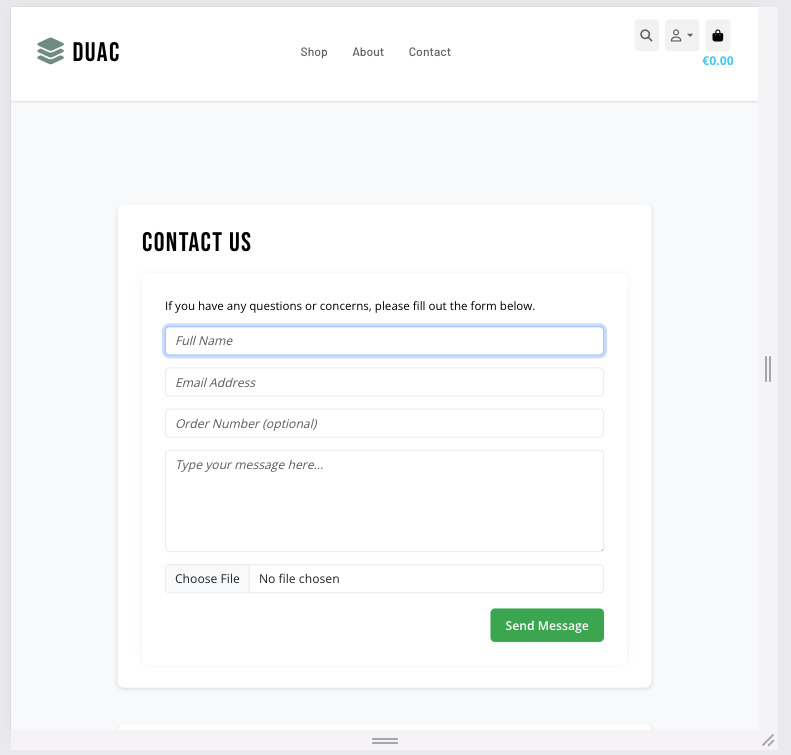 DUAC
Shop
About
Contact
€0.00
CONTACT US
If you have any questions or concerns, please fill out the form below.
Full Name
Email Address
Order Number (optional)
Type your message here...
Choose File No file chosen
Send Message